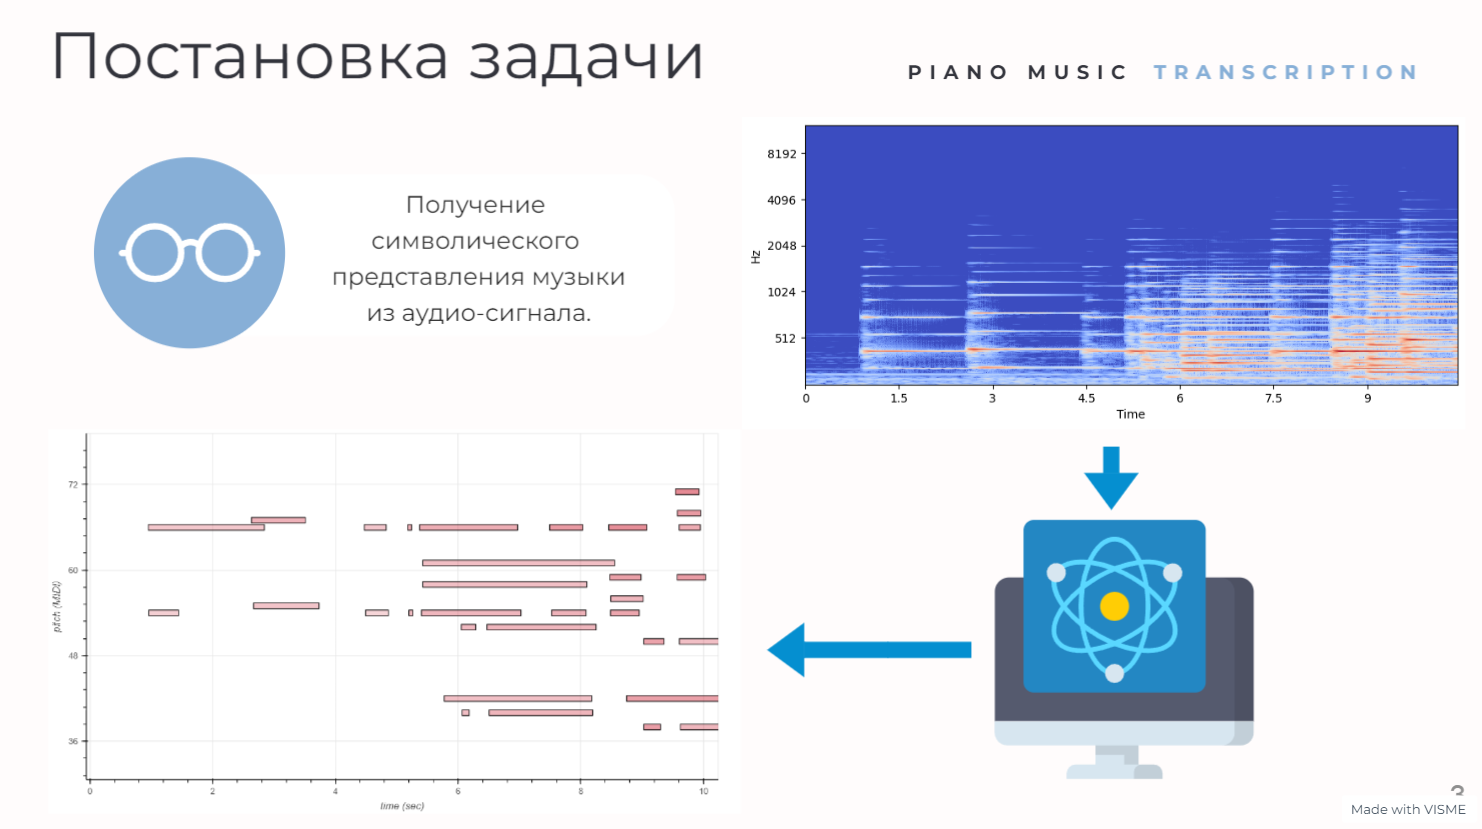 Постановка задачи
PIANO MUSIC TRANSCRIPTION
Получение
символического
представления музыки
из аудио-сигнала.
8192
4096
2048
1024
512
Hz
0 1.5 3 4.5 6 7.5 9
Time
72
60
48
36
pitch (MIDI)
0 2 4 6 8 10
time (sec)
3
Made with VISME